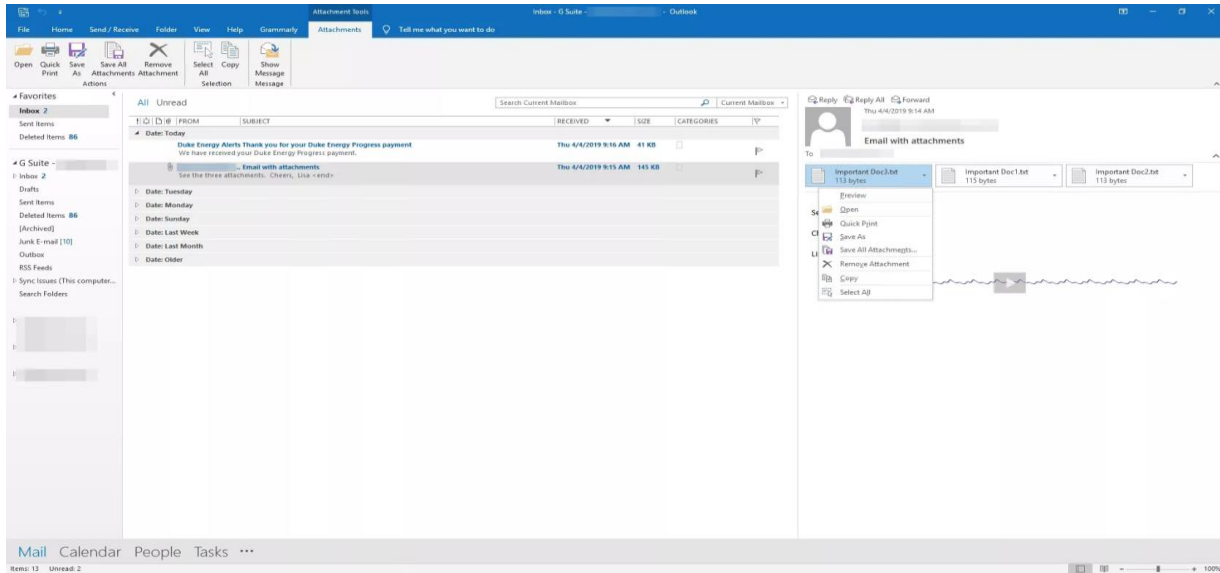 Attachment Tools
Inbox - G Suite - - Outlook
File Home Send / Receive Folder View Help Grammarly Attachments Tell me what you want to do
Open Quick Print Save As Save All Attachments Remove Attachment Select All Copy Show Message
Actions Selection Message
Favorites
Inbox 2
Sent Items
Deleted Items 86
G Suite -
Inbox 2
Drafts
Sent Items
Deleted Items 86
[Archived]
Junk E-mail [10]
Outbox
RSS Feeds
Sync Issues (This computer...
Search Folders
All Unread
Search Current Mailbox Current Mailbox
FROM SUBJECT RECEIVED SIZE CATEGORIES
Date: Today
Duke Energy Alerts Thank you for your Duke Energy Progress payment Thu 4/4/2019 9:16 AM 41 KB
We have received your Duke Energy Progress payment.
.. Email with attachments Thu 4/4/2019 9:15 AM 145 KB
See the three attachments. Cheers, Lisa <end>
Date: Tuesday
Date: Monday
Date: Sunday
Date: Last Week
Date: Last Month
Date: Older
Reply Reply All Forward
Thu 4/4/2019 9:14 AM
Email with attachments
To
Important Doc3.txt
113 bytes
Important Doc1.txt
115 bytes
Important Doc2.txt
113 bytes
Preview
Open
Quick Print
Save As
Save All Attachments...
Remove Attachment
Copy
Select All
Mail Calendar People Tasks ...
Items: 13 Unread: 2
100%